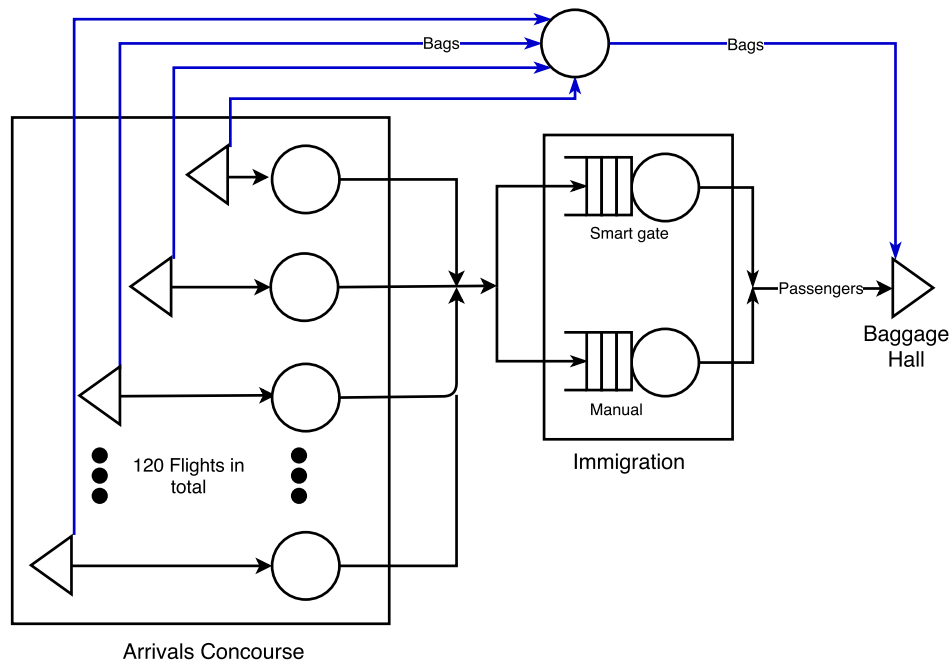 Bags
Bags
Smart gate
Passengers
Baggage
Hall
Manual
120 Flights in
total
Immigration
Arrivals Concourse